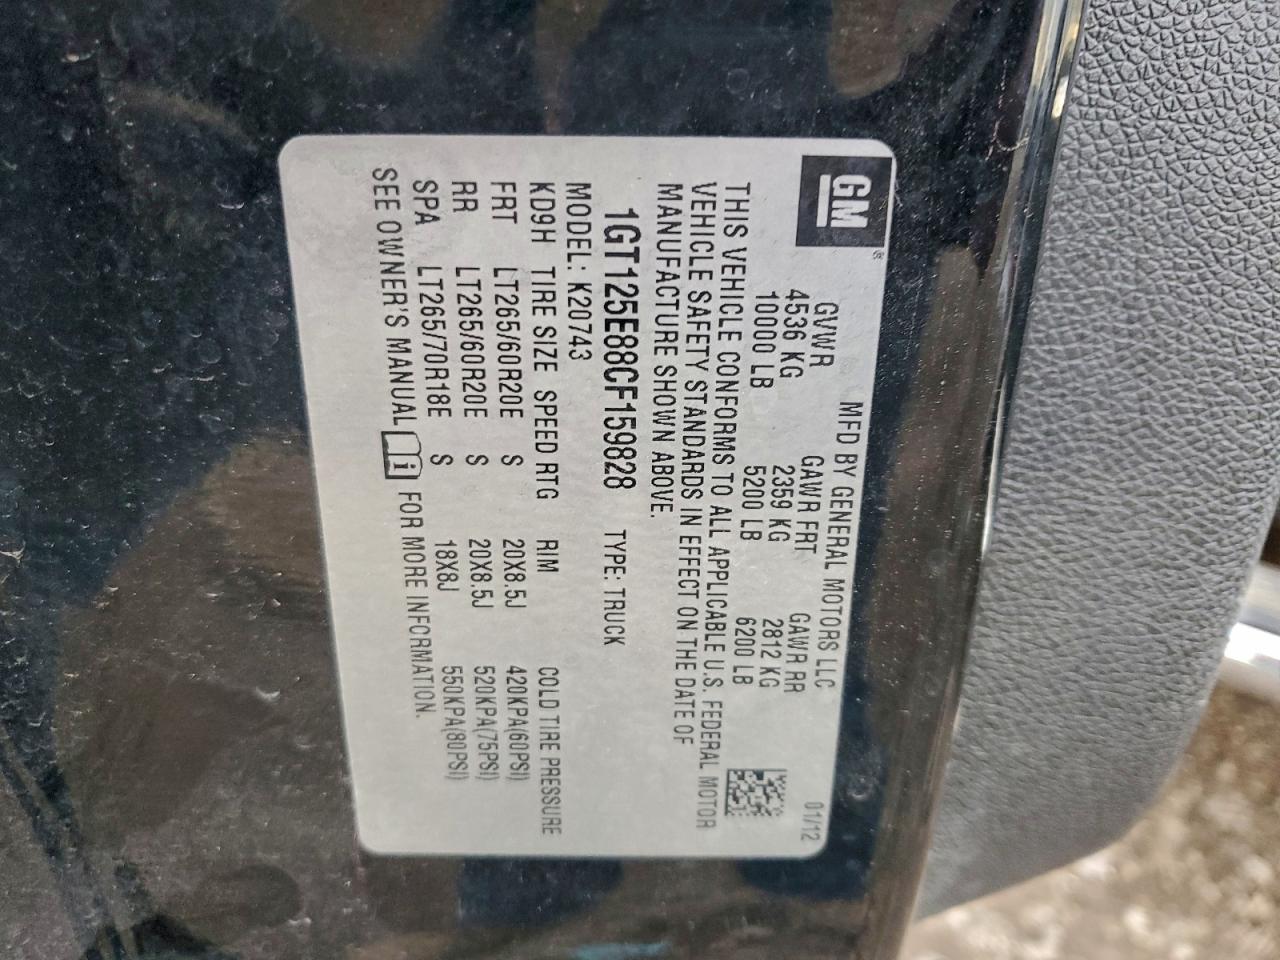 GM®
MFD BY GENERAL MOTORS LLC 01/12
GVWR GAWR FRT GAWR RR
4536 KG 2359 KG 2812 KG
10000 LB 5200 LB 6200 LB
THIS VEHICLE CONFORMS TO ALL APPLICABLE U.S. FEDERAL MOTOR
VEHICLE SAFETY STANDARDS IN EFFECT ON THE DATE OF
MANUFACTURE SHOWN ABOVE.
1GT125E88CF159828 TYPE: TRUCK
MODEL: K20743
KD9H TIRE SIZE SPEED RTG RIM COLD TIRE PRESSURE
FRT LT265/60R20E S 20X8.5J 420KPA(60PSI)
RR LT265/60R20E S 20X8.5J 520KPA(75PSI)
SPA LT265/70R18E S 18X8J 550KPA(80PSI)
SEE OWNER'S MANUAL i FOR MORE INFORMATION.